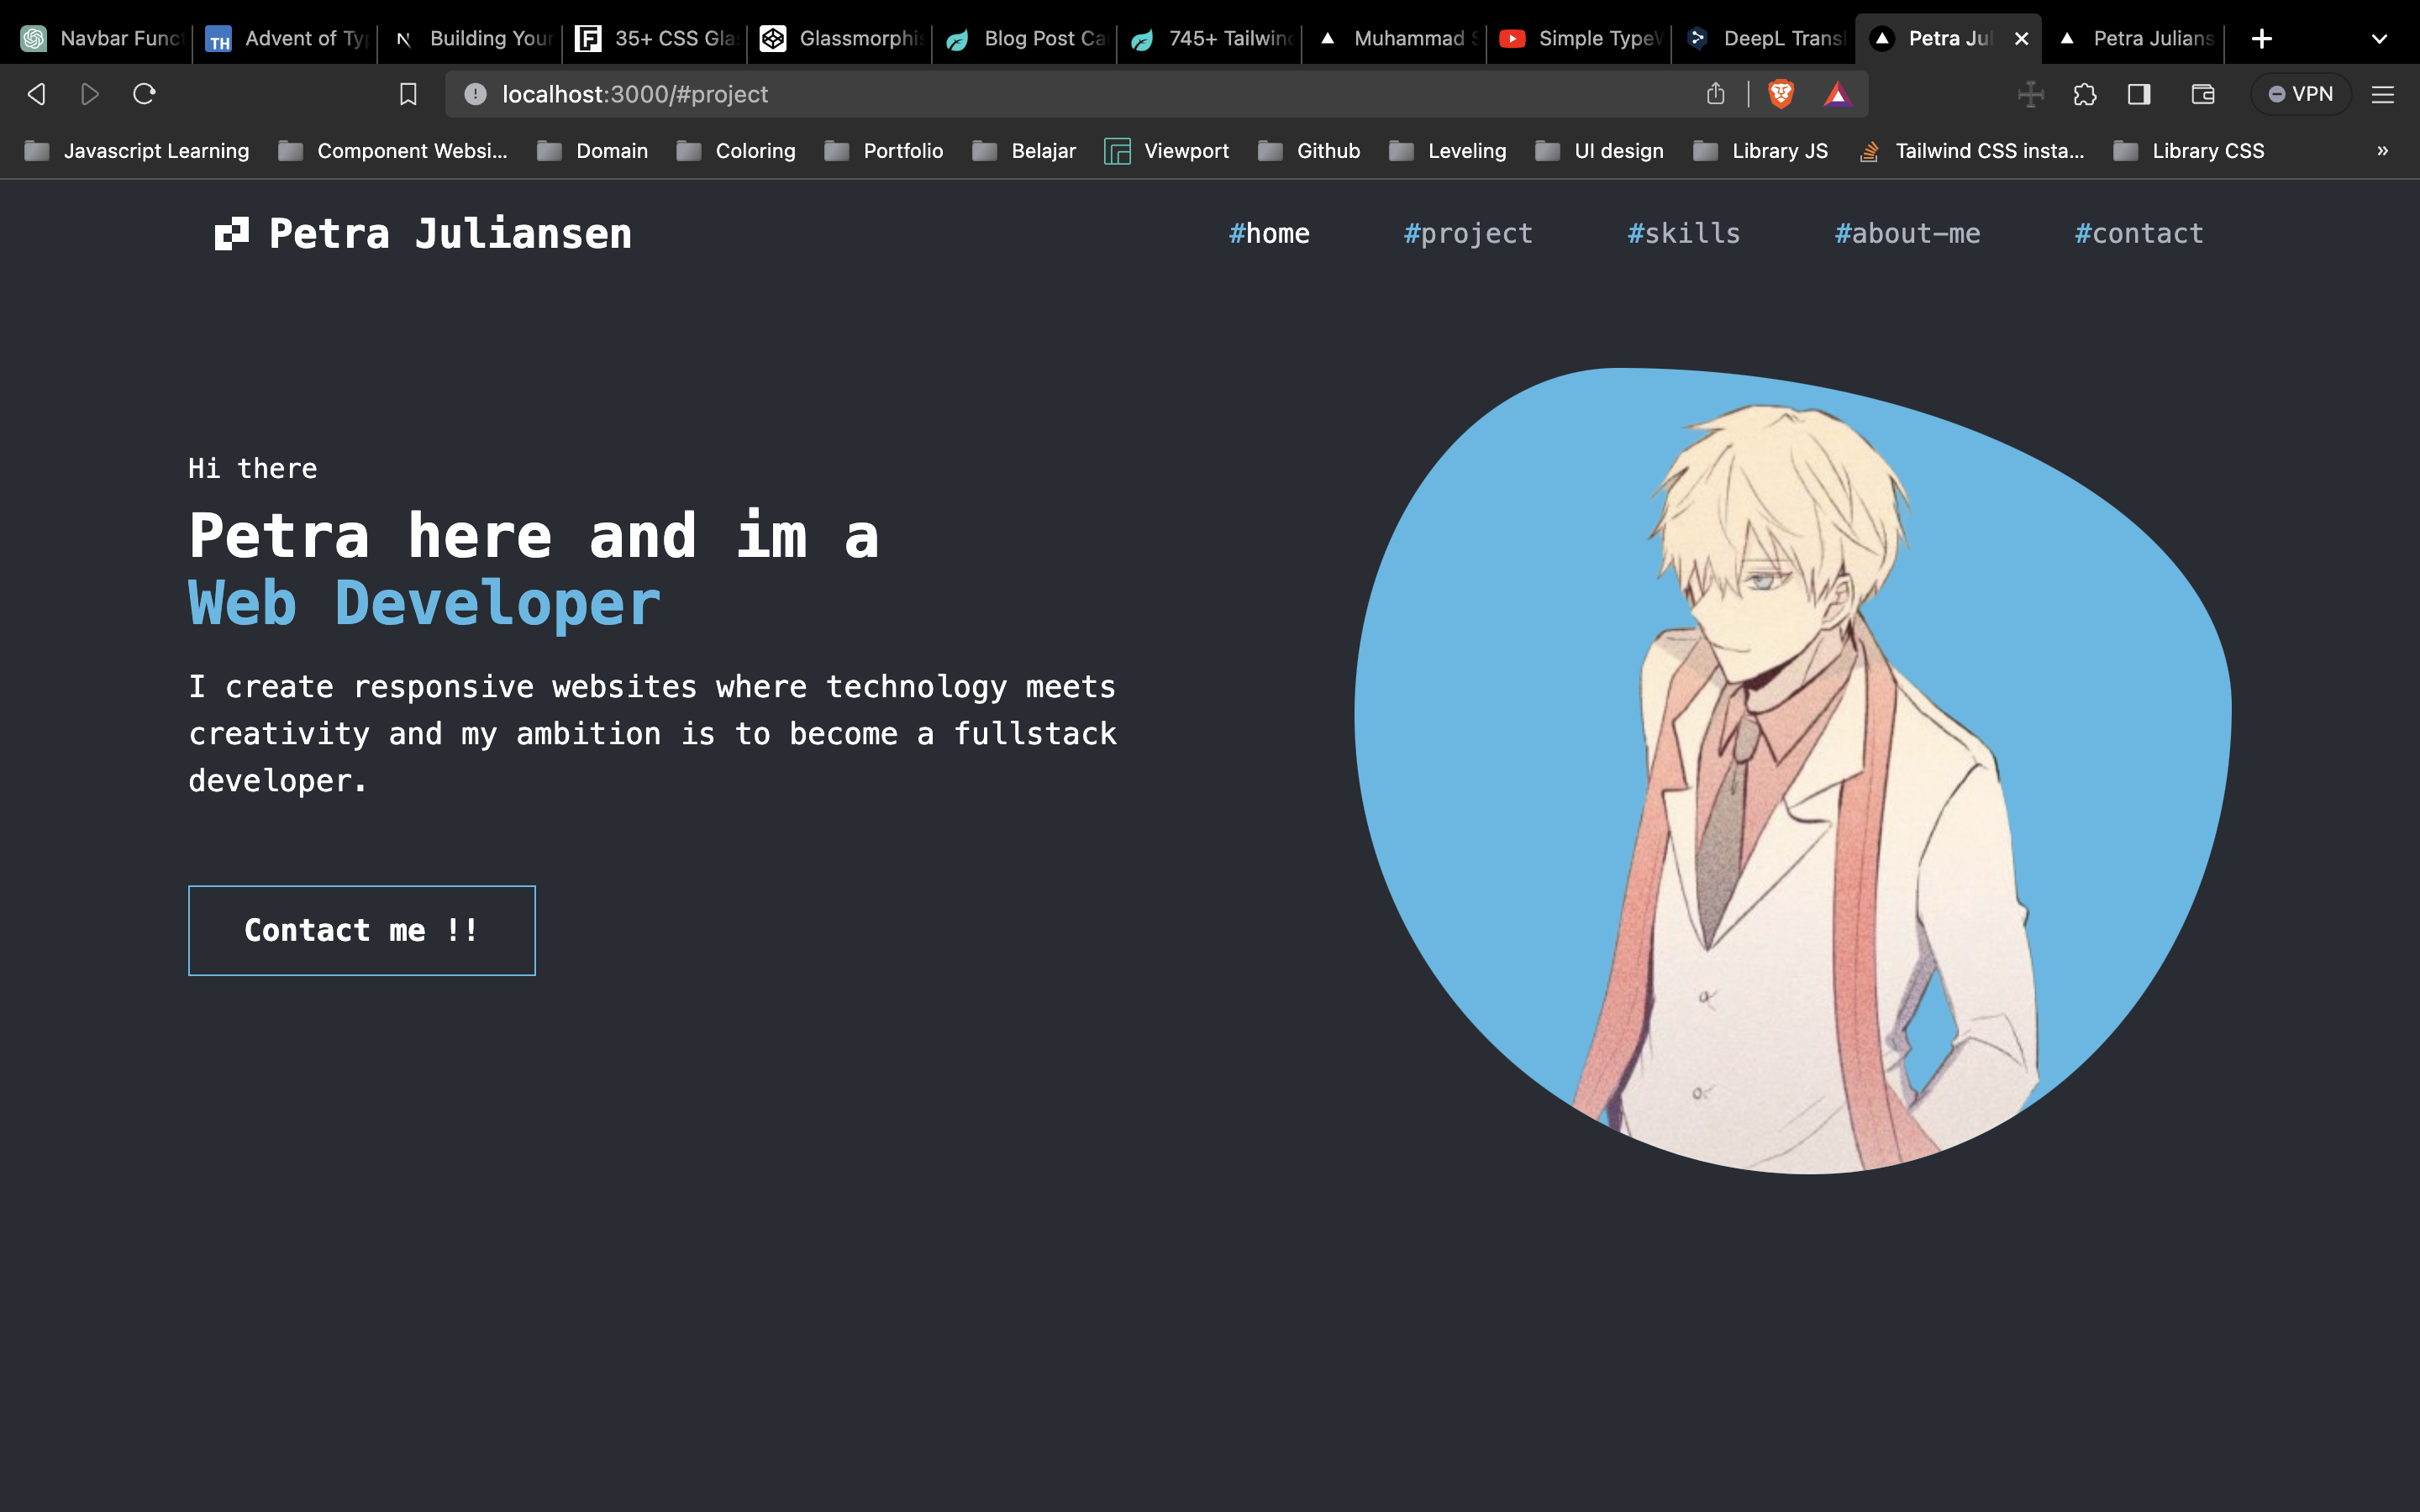 Navbar Func
TH Advent of Ty
N Building Your
F 35+ CSS Gla
Glassmorphis
Blog Post Ca
745+ Tailwind
Muhammad S
Simple TypeW
DeepL Transl
Petra Jul
Petra Julians
localhost:3000/#project
VPN
Javascript Learning
Component Websi...
Domain
Coloring
Portfolio
Belajar
Viewport
Github
Leveling
UI design
Library JS
Tailwind CSS insta...
Library CSS
»
Petra Juliansen
#home
#project
#skills
#about-me
#contact
Hi there
Petra here and im a
Web Developer
I create responsive websites where technology meets
creativity and my ambition is to become a fullstack
developer.
Contact me !!